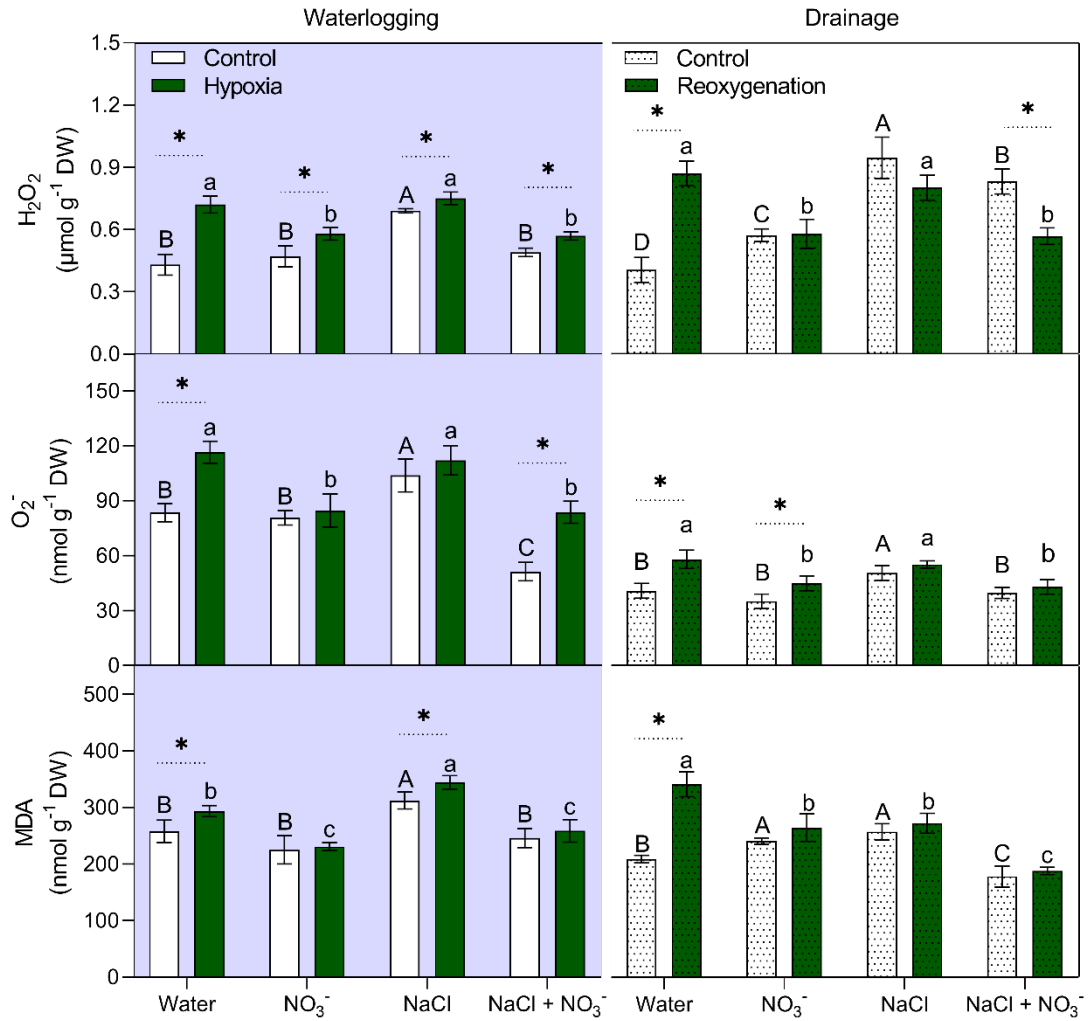 Waterlogging Drainage
H₂O₂
(µmol g⁻¹ DW)
1.5
1.2
0.9
0.6
0.3
0.0
Control
Hypoxia
* * * *
B a B b A a B b
Control
Reoxygenation
* *
D a C b A a B b
O₂⁻
(nmol g⁻¹ DW)
150
120
90
60
30
0
* *
B a B b A a C b
* *
B a B b A a B b
MDA
(nmol g⁻¹ DW)
500
400
300
200
100
0
* *
B b B c A a B c
*
B a A b A b C c
Water NO₃⁻ NaCl NaCl + NO₃⁻ Water NO₃⁻ NaCl NaCl + NO₃⁻